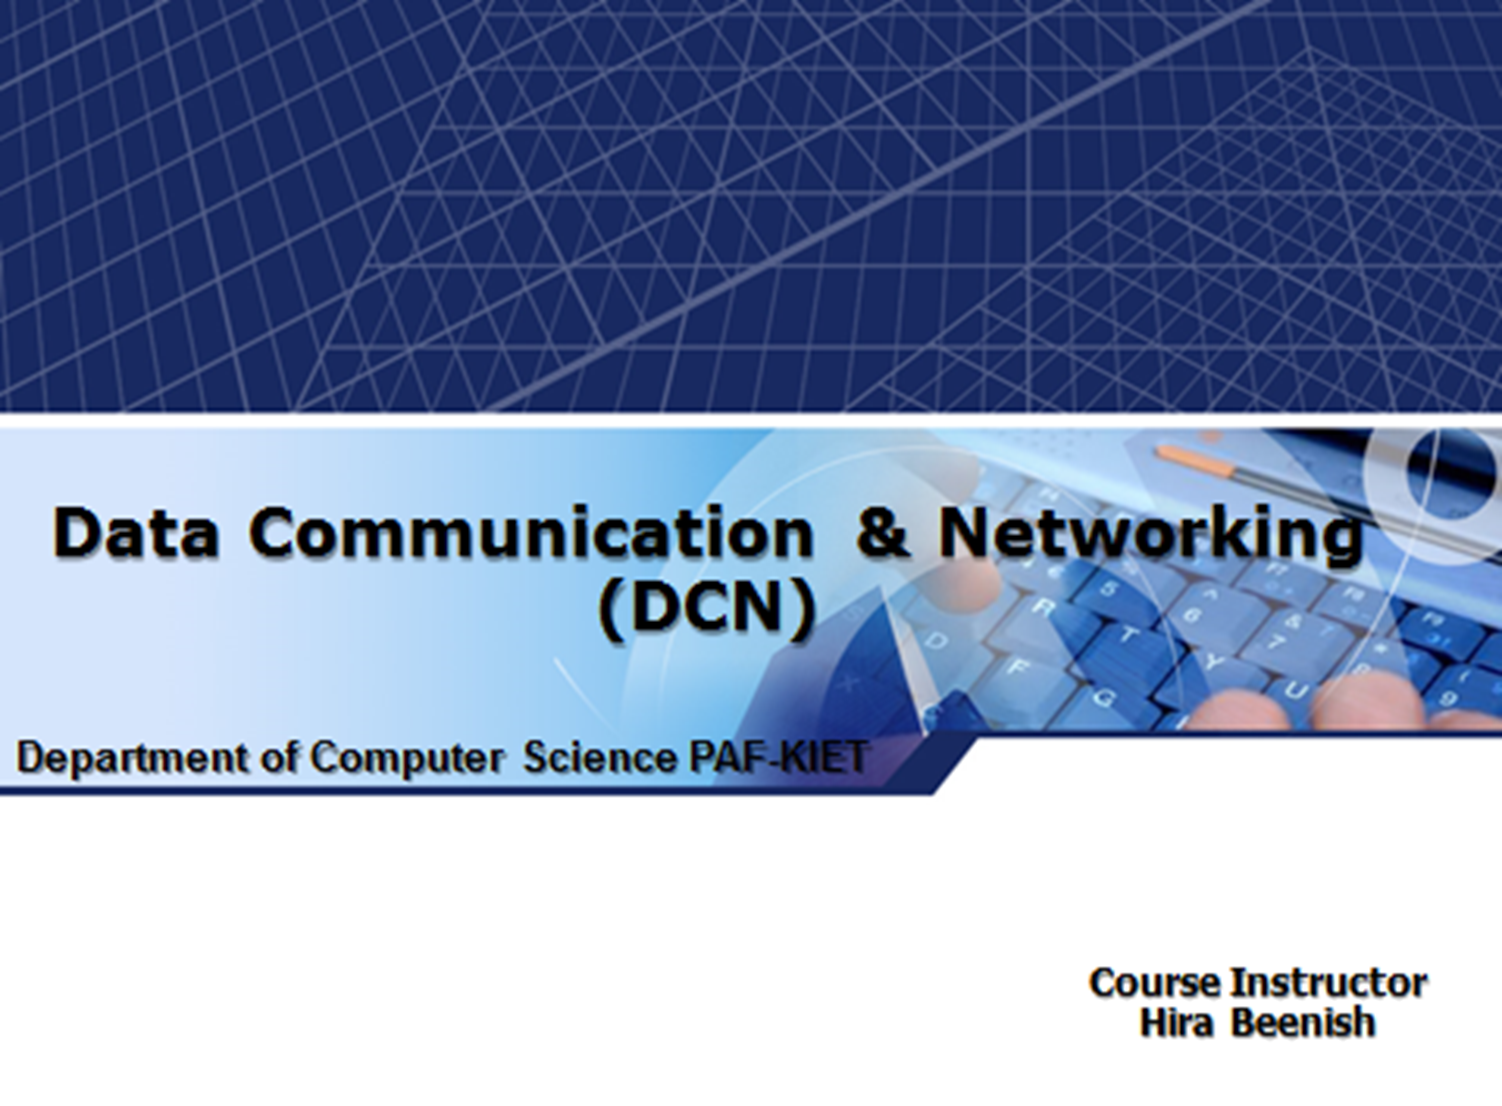 Data Communication & Networking
(DCN)
Department of Computer Science PAF-KIET
Course Instructor
Hira Beenish